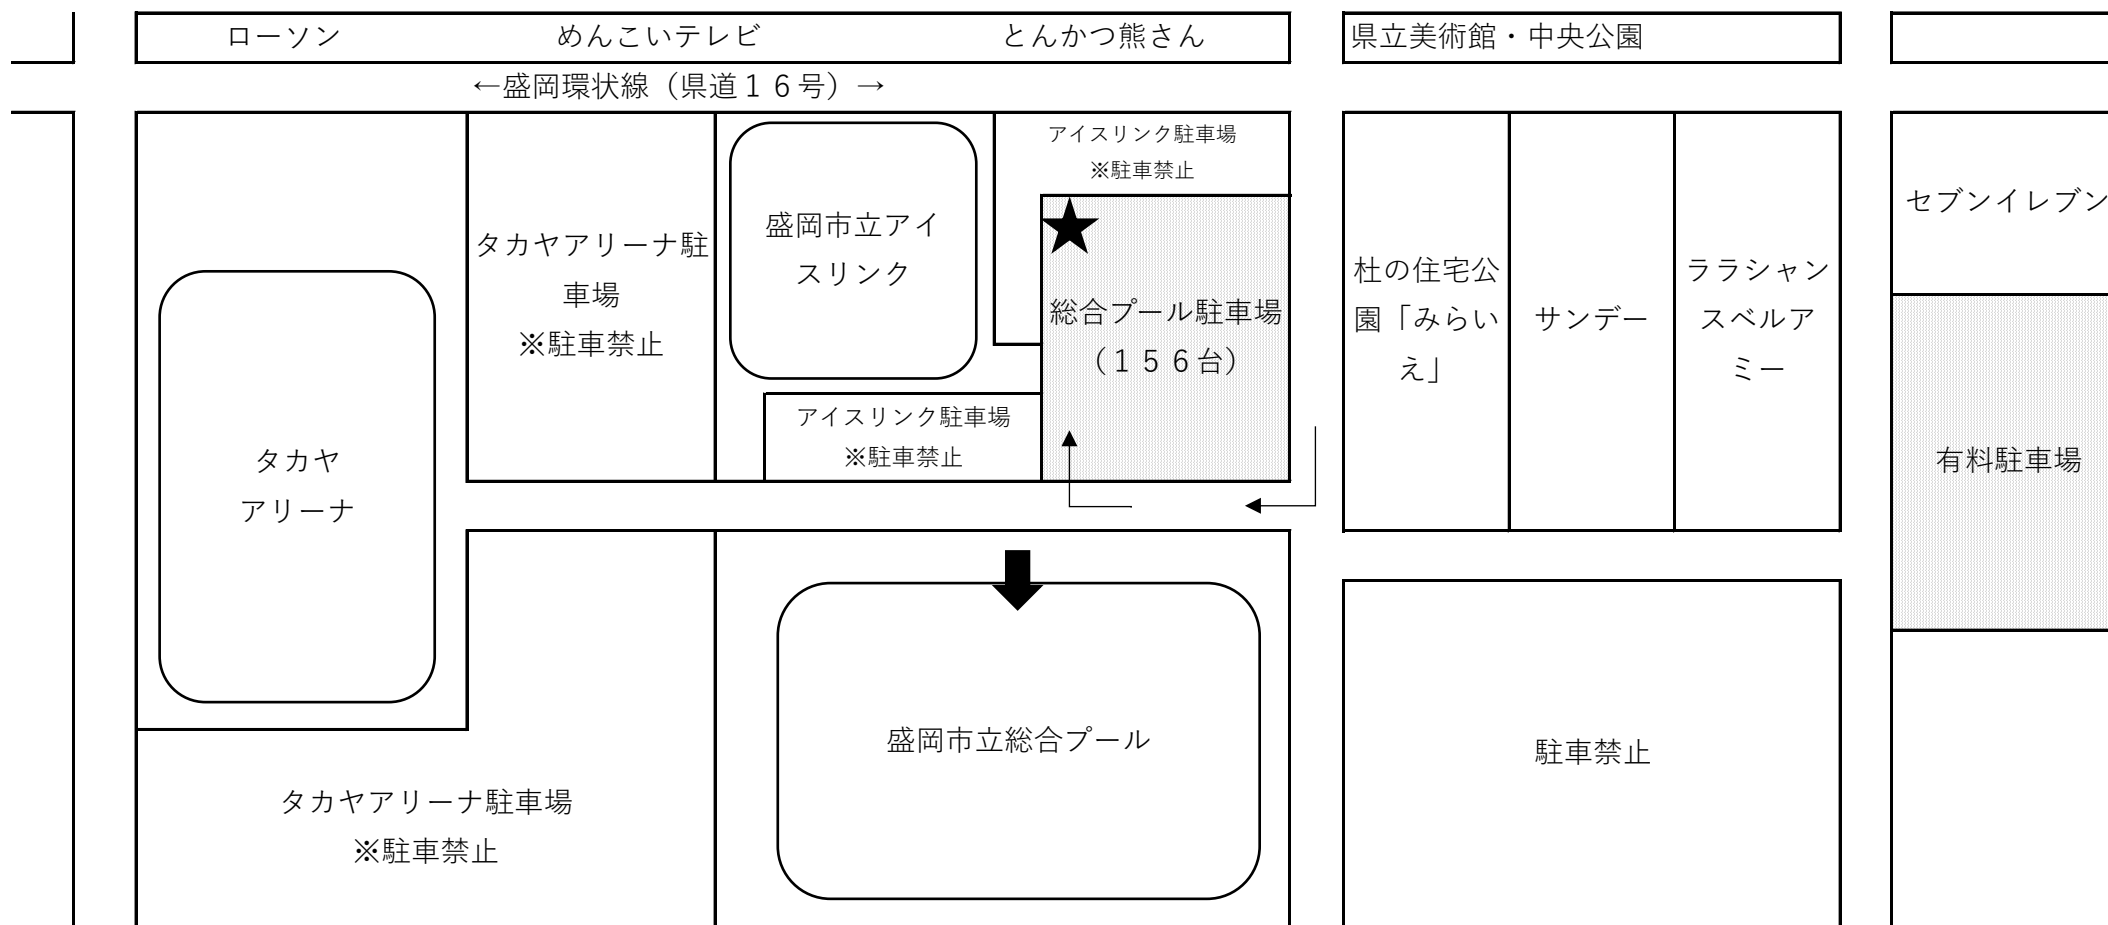 ローソン
めんこいテレビ
とんかつ熊さん
県立美術館・中央公園
←盛岡環状線（県道１６号）→
タカヤアリーナ駐
車場
※駐車禁止
盛岡市立アイ
スリンク
アイスリンク駐車場
※駐車禁止
総合プール駐車場
（１５６台）
アイスリンク駐車場
※駐車禁止
杜の住宅公
園「みらい
え」
サンデー
ララシャン
スベルア
ミー
セブンイレブン
有料駐車場
タカヤ
アリーナ
タカヤアリーナ駐車場
※駐車禁止
盛岡市立総合プール
駐車禁止